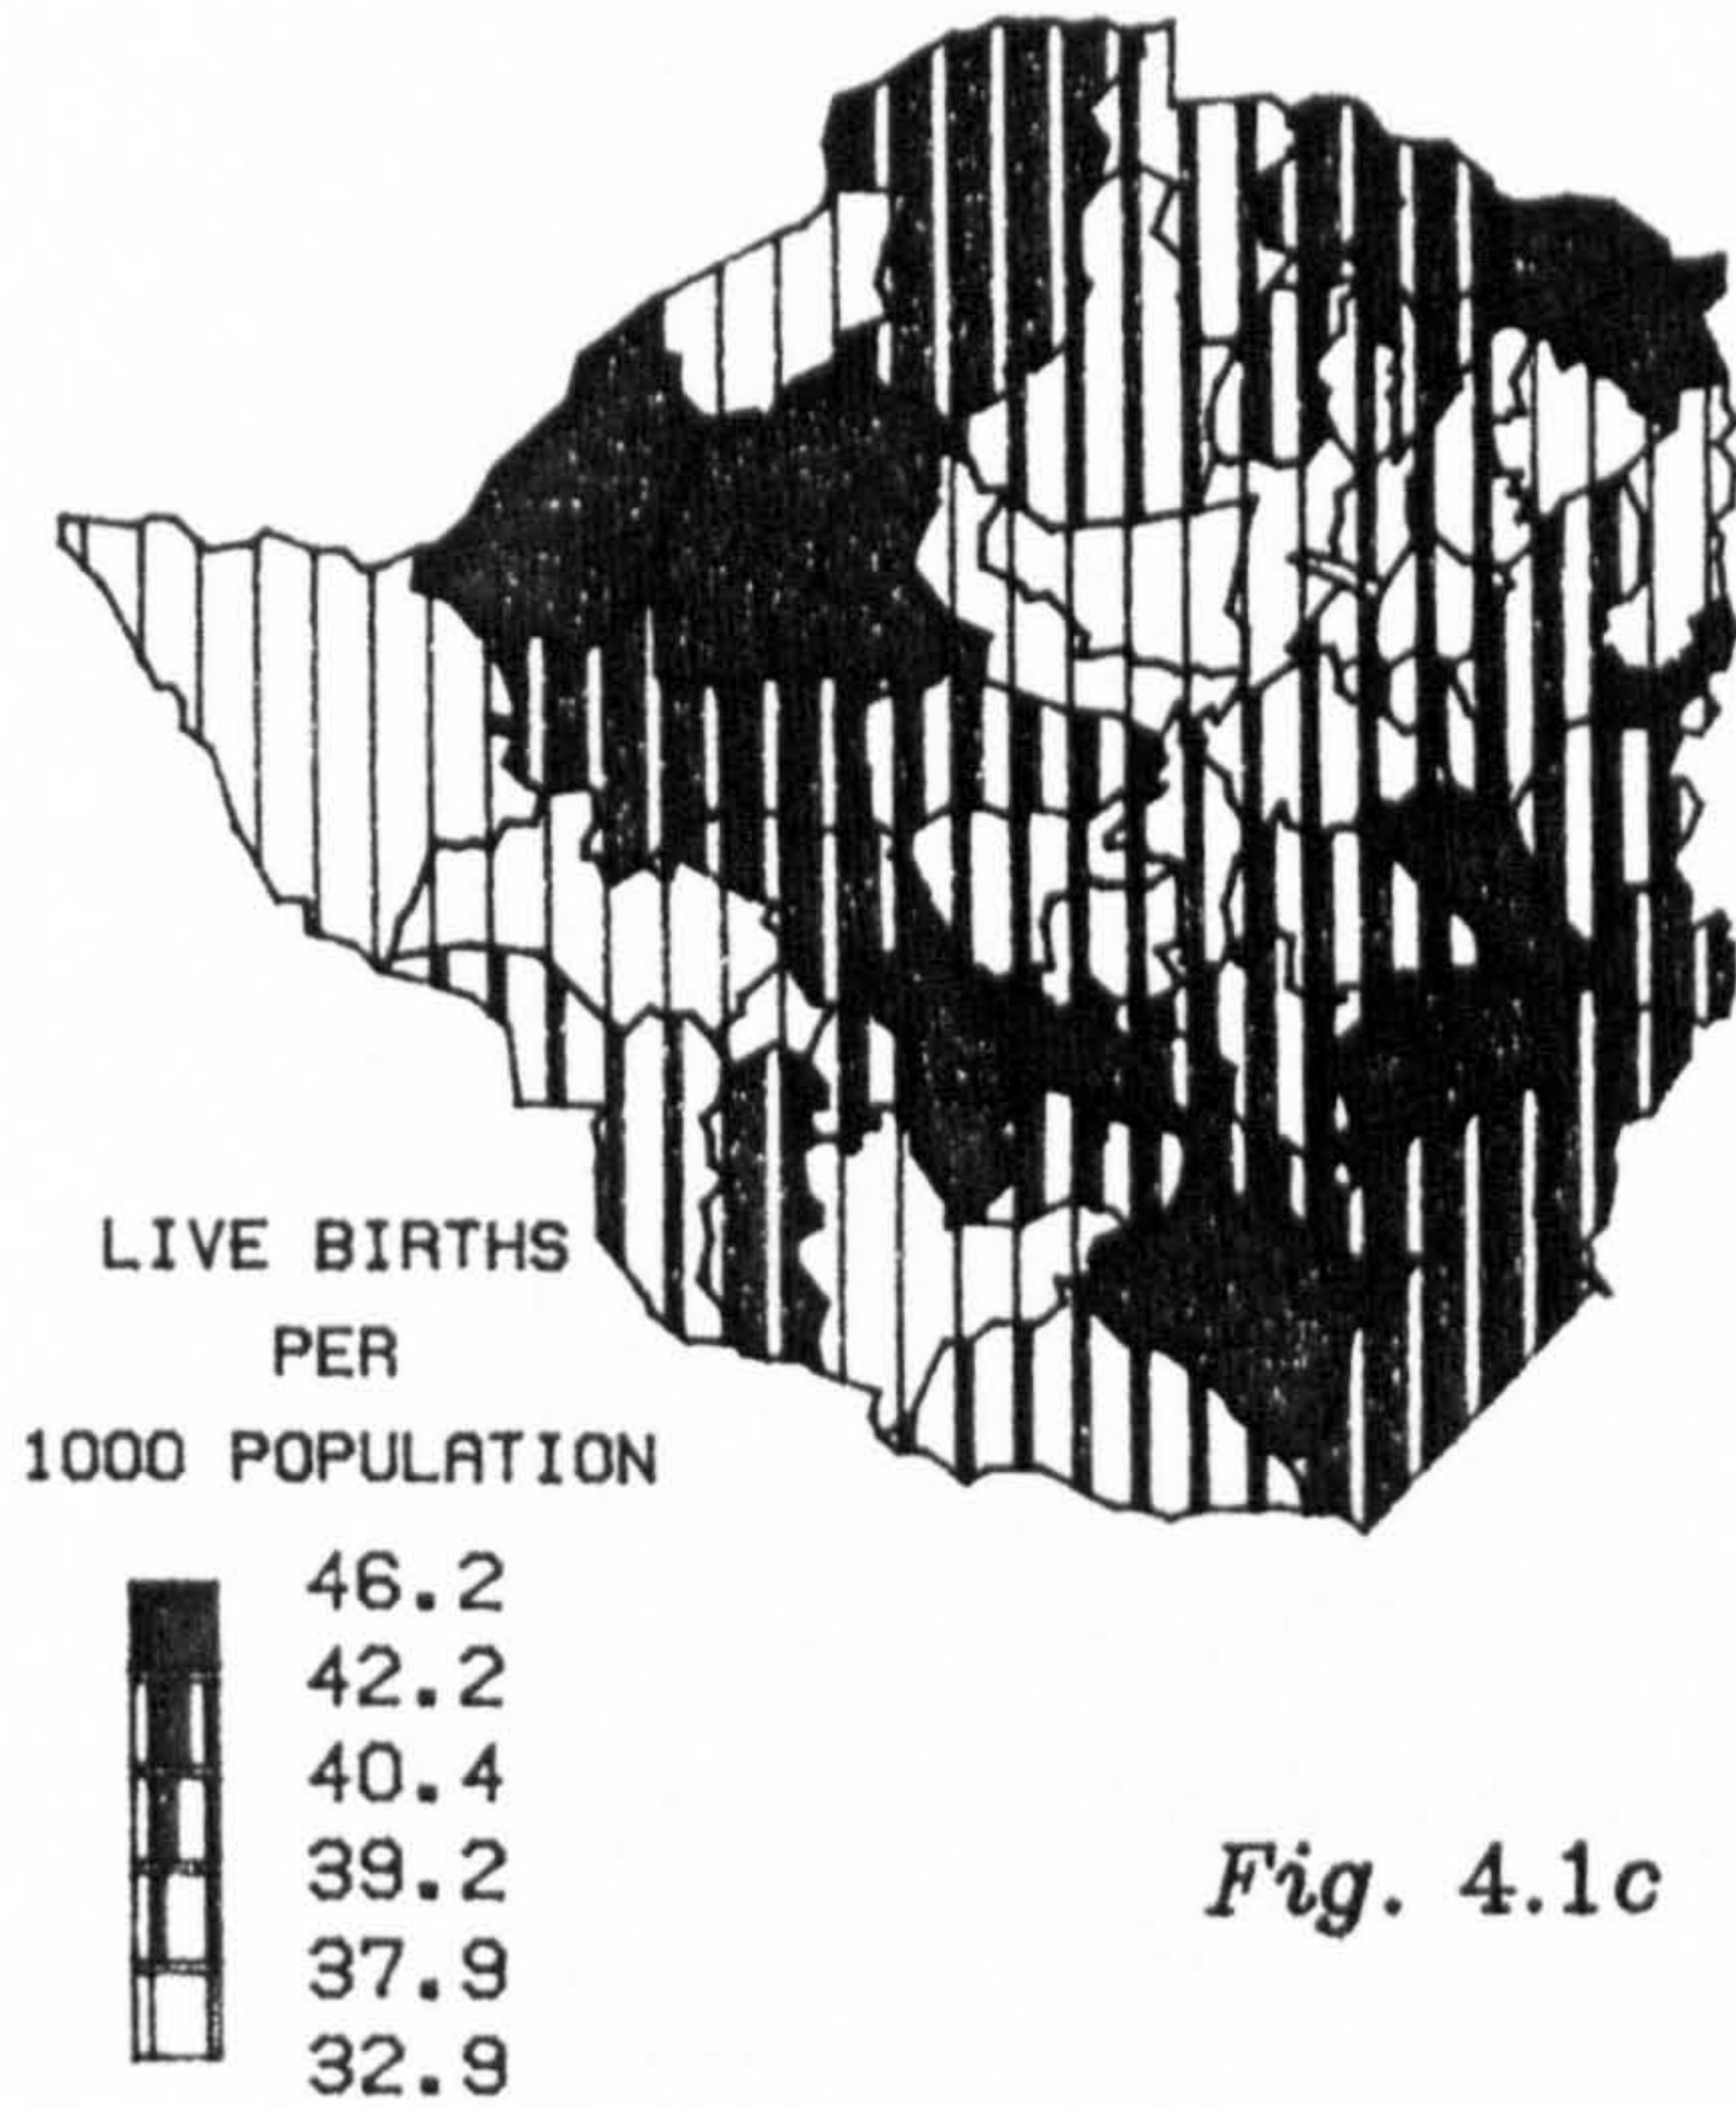 LIVE BIRTHS
PER
1000 POPULATION
46.2
42.2
40.4
39.2
37.9
32.9
Fig. 4.1c